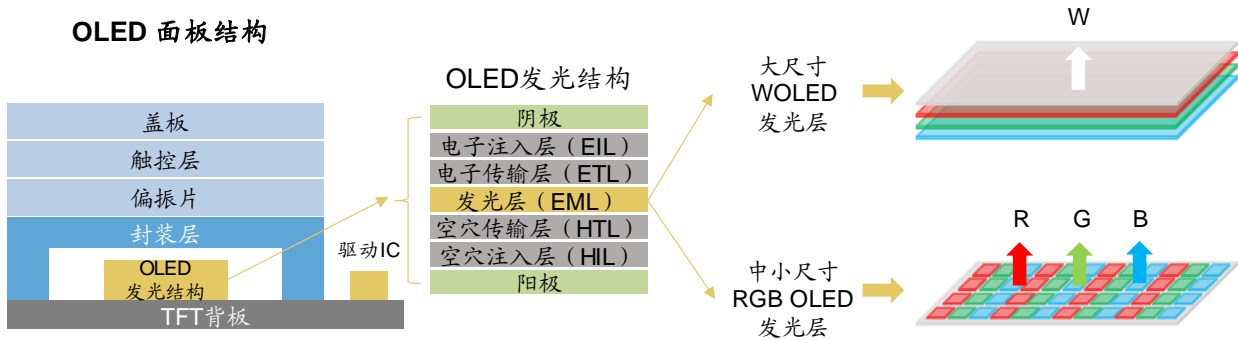 OLED 面板结构
盖板
触控层
偏振片
封装层
OLED
发光结构
驱动IC
TFT背板
OLED发光结构
阴极
电子注入层（EIL）
电子传输层（ETL）
发光层（EML）
空穴传输层（HTL）
空穴注入层（HIL）
阳极
大尺寸
WOLED
发光层
W
中小尺寸
RGB OLED
发光层
R G B